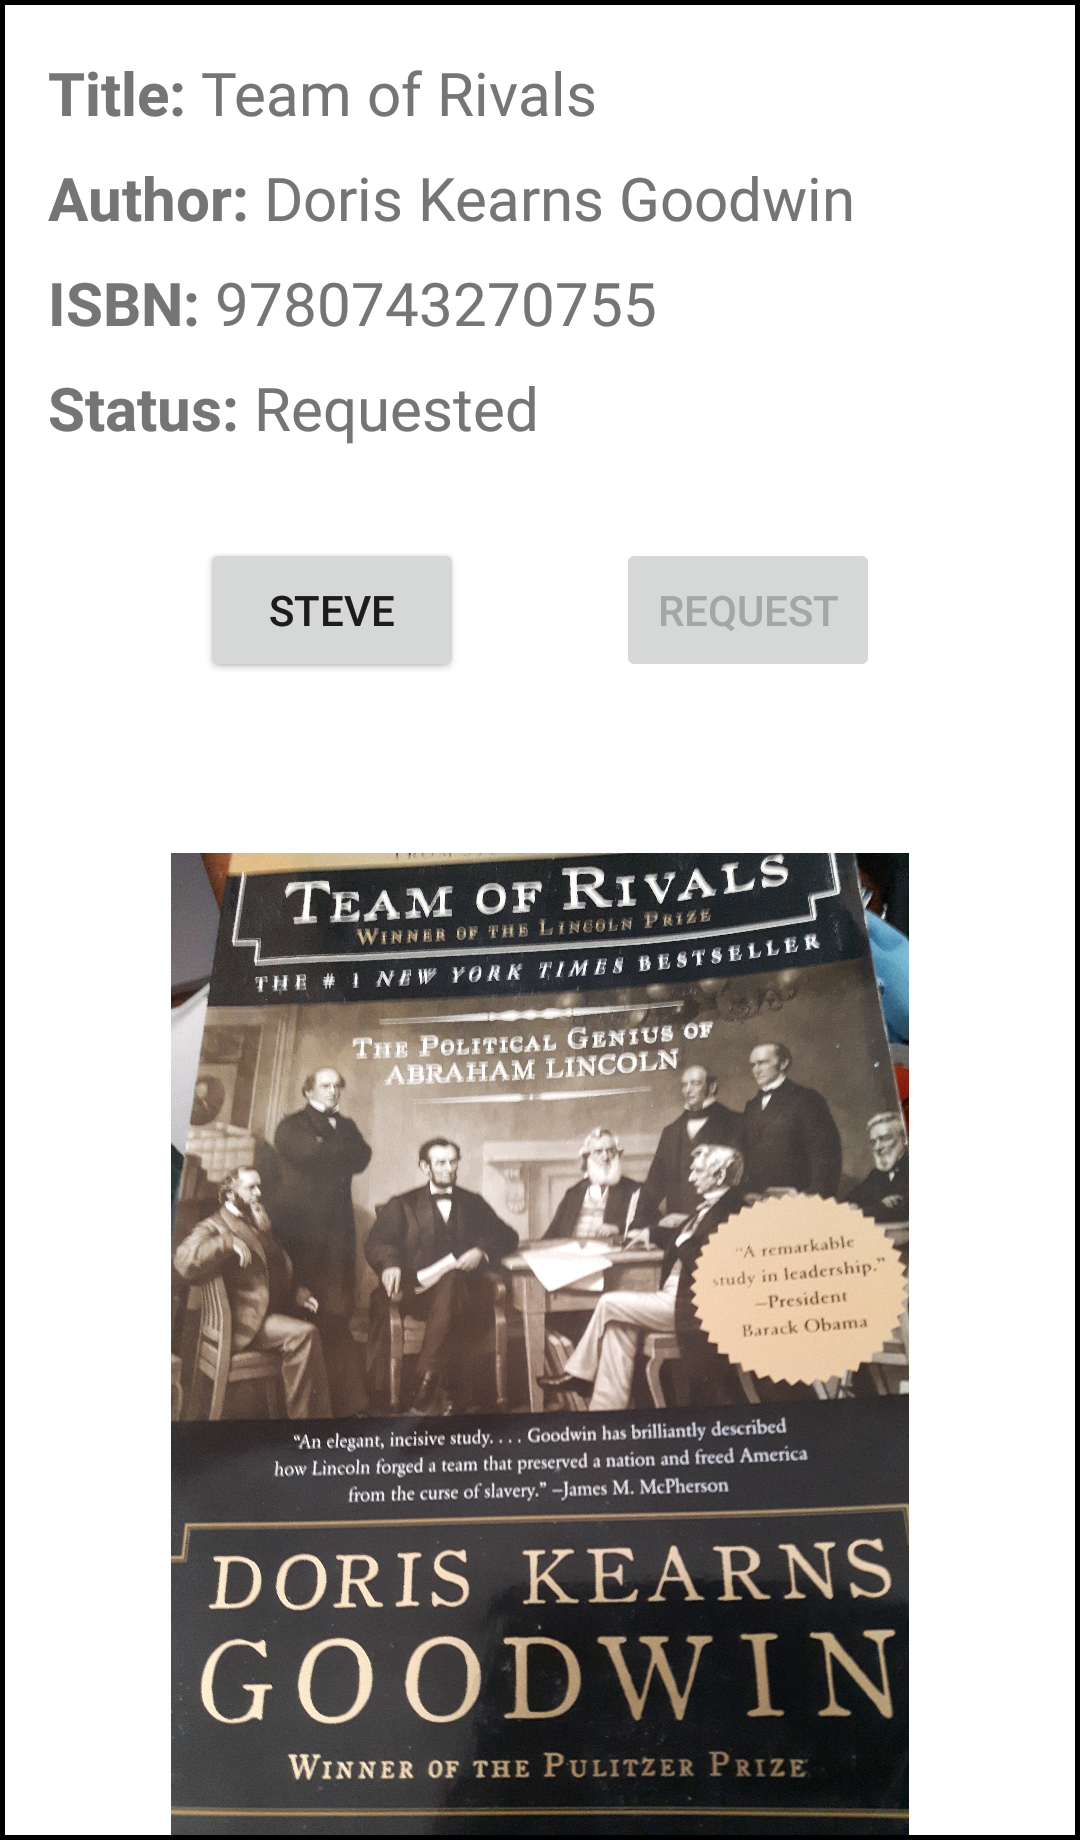 Title: Team of Rivals
Author: Doris Kearns Goodwin
ISBN: 9780743270755
Status: Requested
STEVE
REQUEST
TEAM OF RIVALS
WINNER OF THE LINCOLN PRIZE
THE # 1 NEW YORK TIMES BESTSELLER
THE POLITICAL GENIUS OF
ABRAHAM LINCOLN
"A remarkable
study in leadership."
–President
Barack Obama
"An elegant, incisive study. . . . Goodwin has brilliantly described
how Lincoln forged a team that preserved a nation and freed America
from the curse of slavery." –James M. McPherson
DORIS KEARNS
GOODWIN
WINNER OF THE PULITZER PRIZE